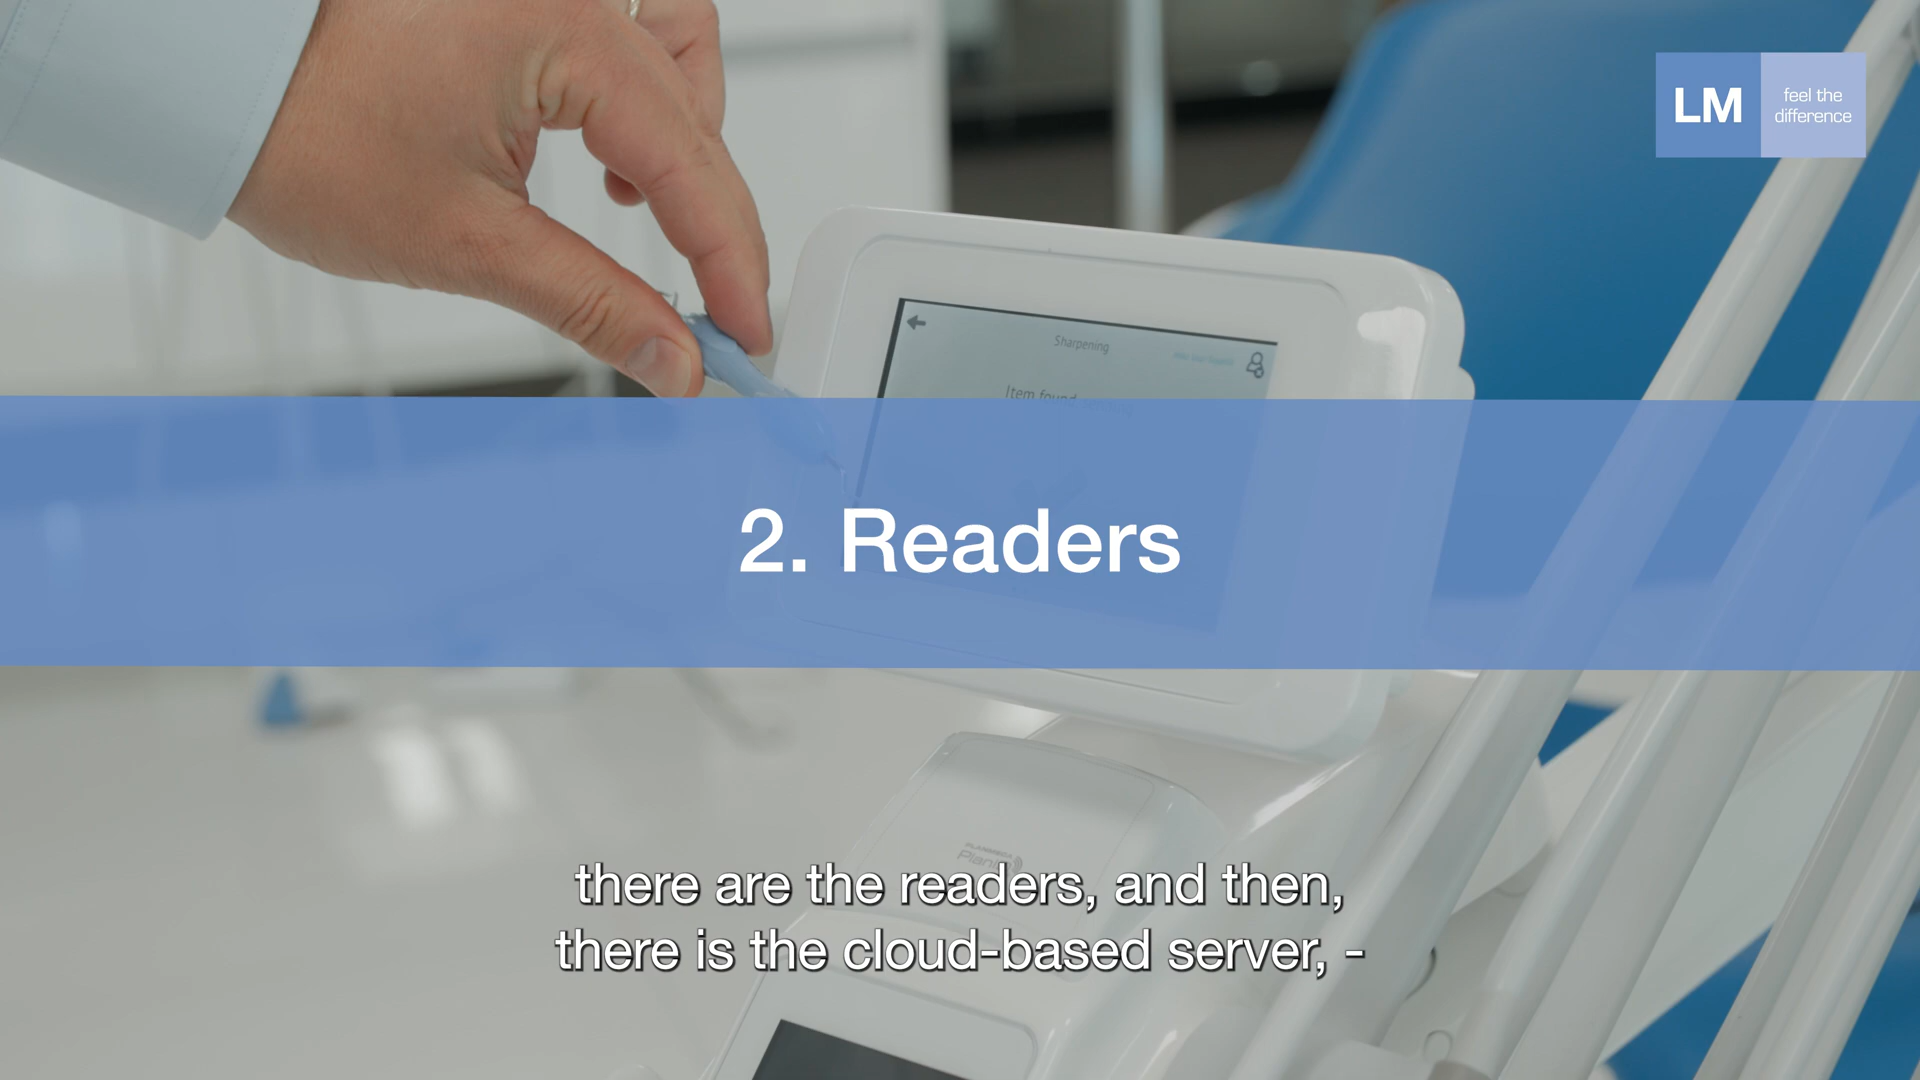 LM
feel the
difference
Sharpening
Item found,
2. Readers
there are the readers, and then,
there is the cloud-based server, -